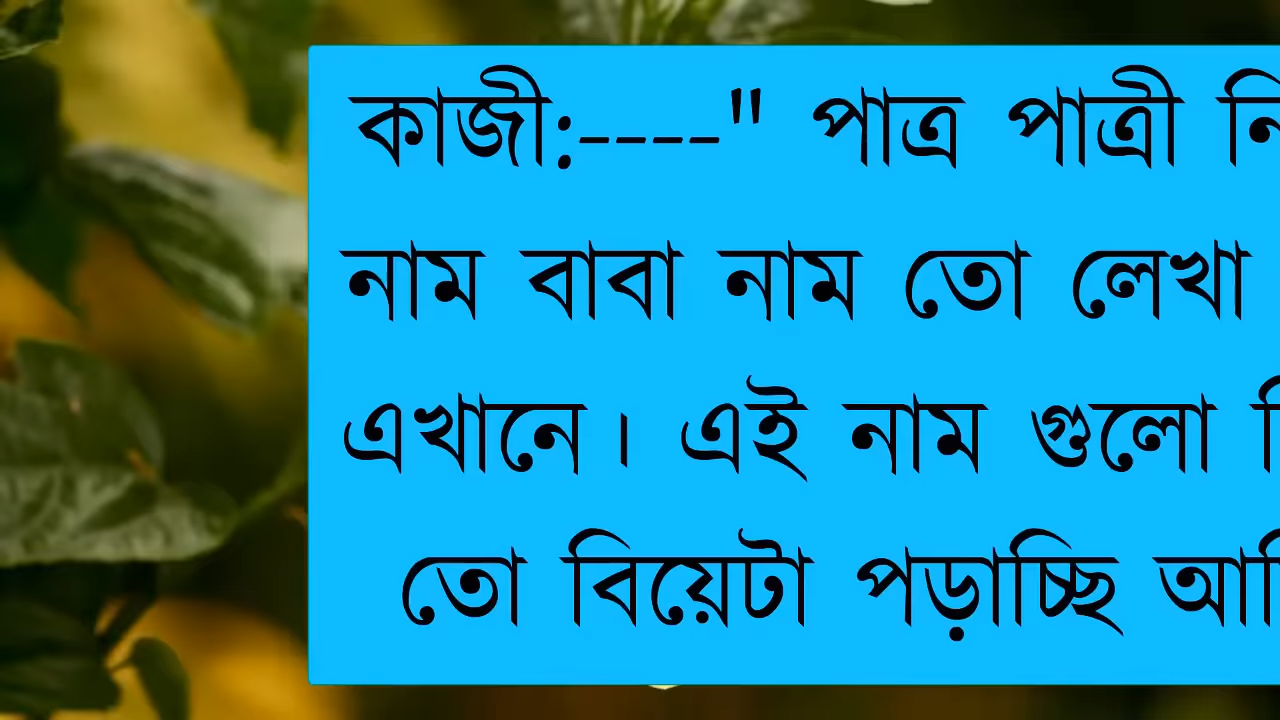 কাজী:----" পাত্র পাত্রী
নাম বাবা নাম তো লেখা
এখানে। এই নাম গুলো
তো বিয়েটা পড়াচ্ছি